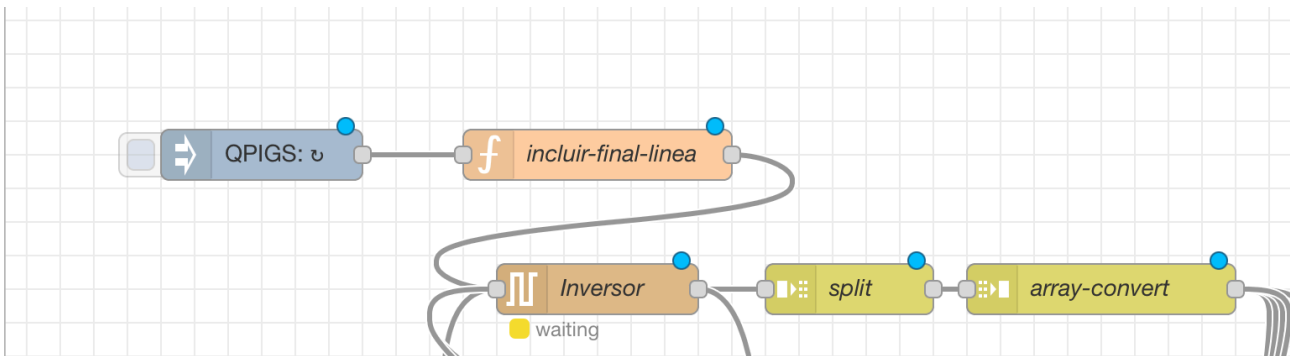 QPIGS: ↻
incluir-final-linea
Inversor
split
array-convert
waiting